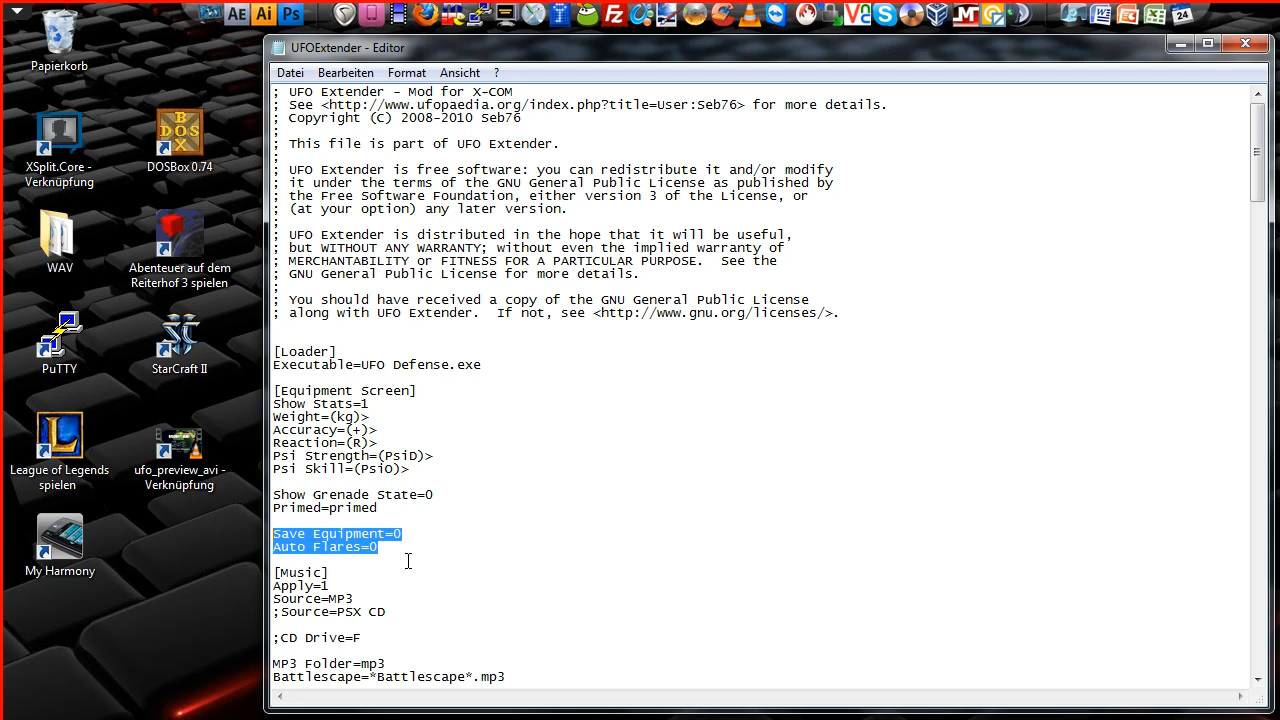 AE
Ai
Ps
24
Papierkorb
XSplit.Core -
Verknüpfung
DOSBox 0.74
WAV
Abenteuer auf dem
Reiterhof 3 spielen
PuTTY
StarCraft II
League of Legends
spielen
ufo_preview_avi -
Verknüpfung
My Harmony
UFOExtender - Editor
Datei Bearbeiten Format Ansicht ?
; UFO Extender - Mod for X-COM
; See <http://www.ufopaedia.org/index.php?title=User:Seb76> for more details.
; Copyright (C) 2008-2010 Seb76
;
; This file is part of UFO Extender.
;
; UFO Extender is free software: you can redistribute it and/or modify
; it under the terms of the GNU General Public License as published by
; the Free Software Foundation, either version 3 of the License, or
; (at your option) any later version.
;
; UFO Extender is distributed in the hope that it will be useful,
; but WITHOUT ANY WARRANTY; without even the implied warranty of
; MERCHANTABILITY or FITNESS FOR A PARTICULAR PURPOSE.  See the
; GNU General Public License for more details.
;
; You should have received a copy of the GNU General Public License
; along with UFO Extender.  If not, see <http://www.gnu.org/licenses/>.
[Loader]
Executable=UFO Defense.exe
[Equipment Screen]
Show Stats=1
Weight=(kg)>
Accuracy=(+)>
Reaction=(R)>
Psi Strength=(PsiD)>
Psi Skill=(PsiO)>
Show Grenade State=0
Primed=primed
Save Equipment=0
Auto Flares=0
[Music]
Apply=1
Source=MP3
;Source=PSX CD
;CD Drive=F
MP3 Folder=mp3
Battlescape=*Battlescape*.mp3